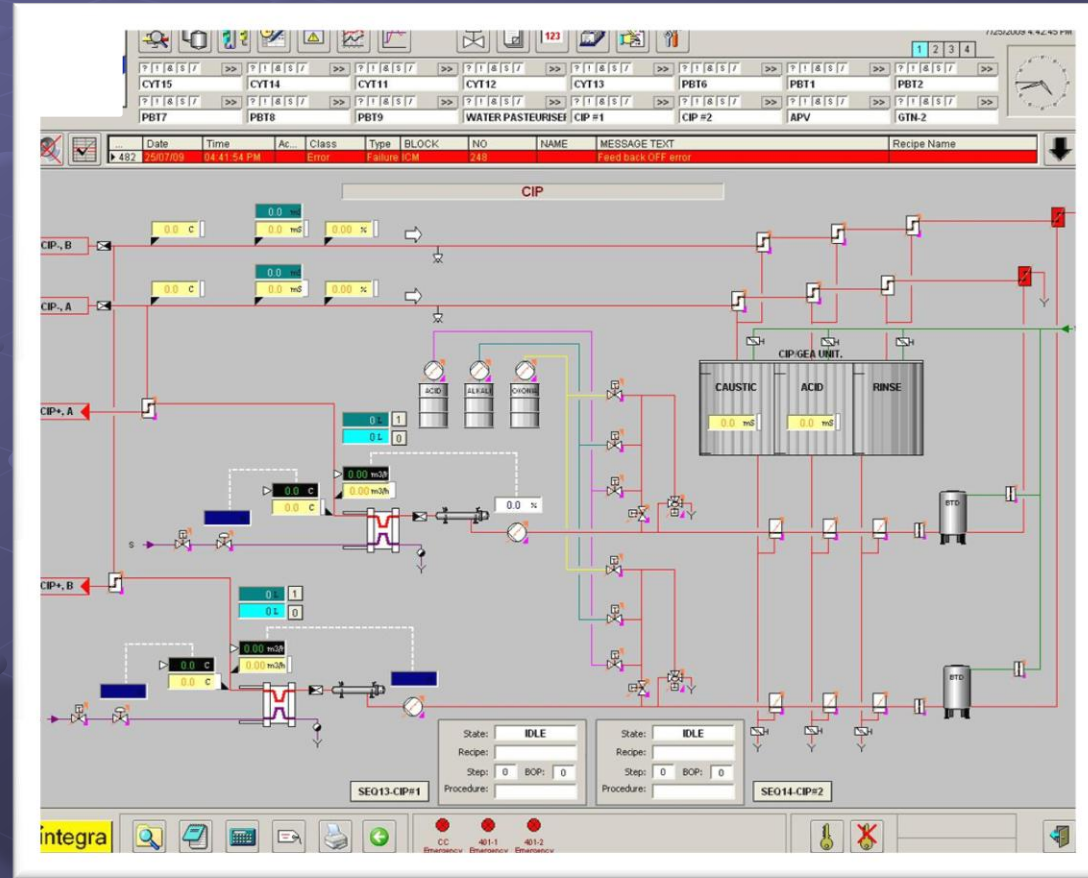 7/25/2009 4:42:45 PM
123
1 2 3 4
? ! & S / >> ? ! & S / >> ? ! & S / >> ? ! & S / >> ? ! & S / >> ? ! & S / >> ? ! & S / >> ? ! & S / >>
CYT15 CYT14 CYT11 CYT12 CYT13 PBT6 PBT1 PBT2
? ! & S / >> ? ! & S / >> ? ! & S / >> ? ! & S / >> ? ! & S / >> ? ! & S / >> ? ! & S / >> ? ! & S / >>
PBT7 PBT8 PBT9 WATER PASTEURISEF CIP #1 CIP #2 APV GTN-2
... Date Time Ac... Class Type BLOCK NO NAME MESSAGE TEXT Recipe Name
482 25/07/09 04:41:54 PM Error Failure ICM 248 Feed back OFF error
CIP
0.0 mS
0.0 C 0.0 mS 0.00 %
CIP-, B
0.0 mS
0.0 C 0.0 mS 0.00 %
CIP-, A
CIP/GEA UNIT.
ACID ALKALI CAUSTIC ACID RINSE
CIP+, A
0 L 1
0.0 mS 0.0 mS
0 L 0
0.00 m3/h
0.0 C 0.00 m3/h
0.0 C 0.0 %
BTD
S
CIP+, B
0 L 1
0 L 0
0.00 m3/h
0.0 C 0.00 m3/h
0.0 C
BTD
State: IDLE State: IDLE
Recipe: Recipe:
Step: 0 BOP: 0 Step: 0 BOP: 0
SEQ13-CIP#1 Procedure: Procedure: SEQ14-CIP#2
integra
CC 401-1 401-2
Emergency Emergency Emergency